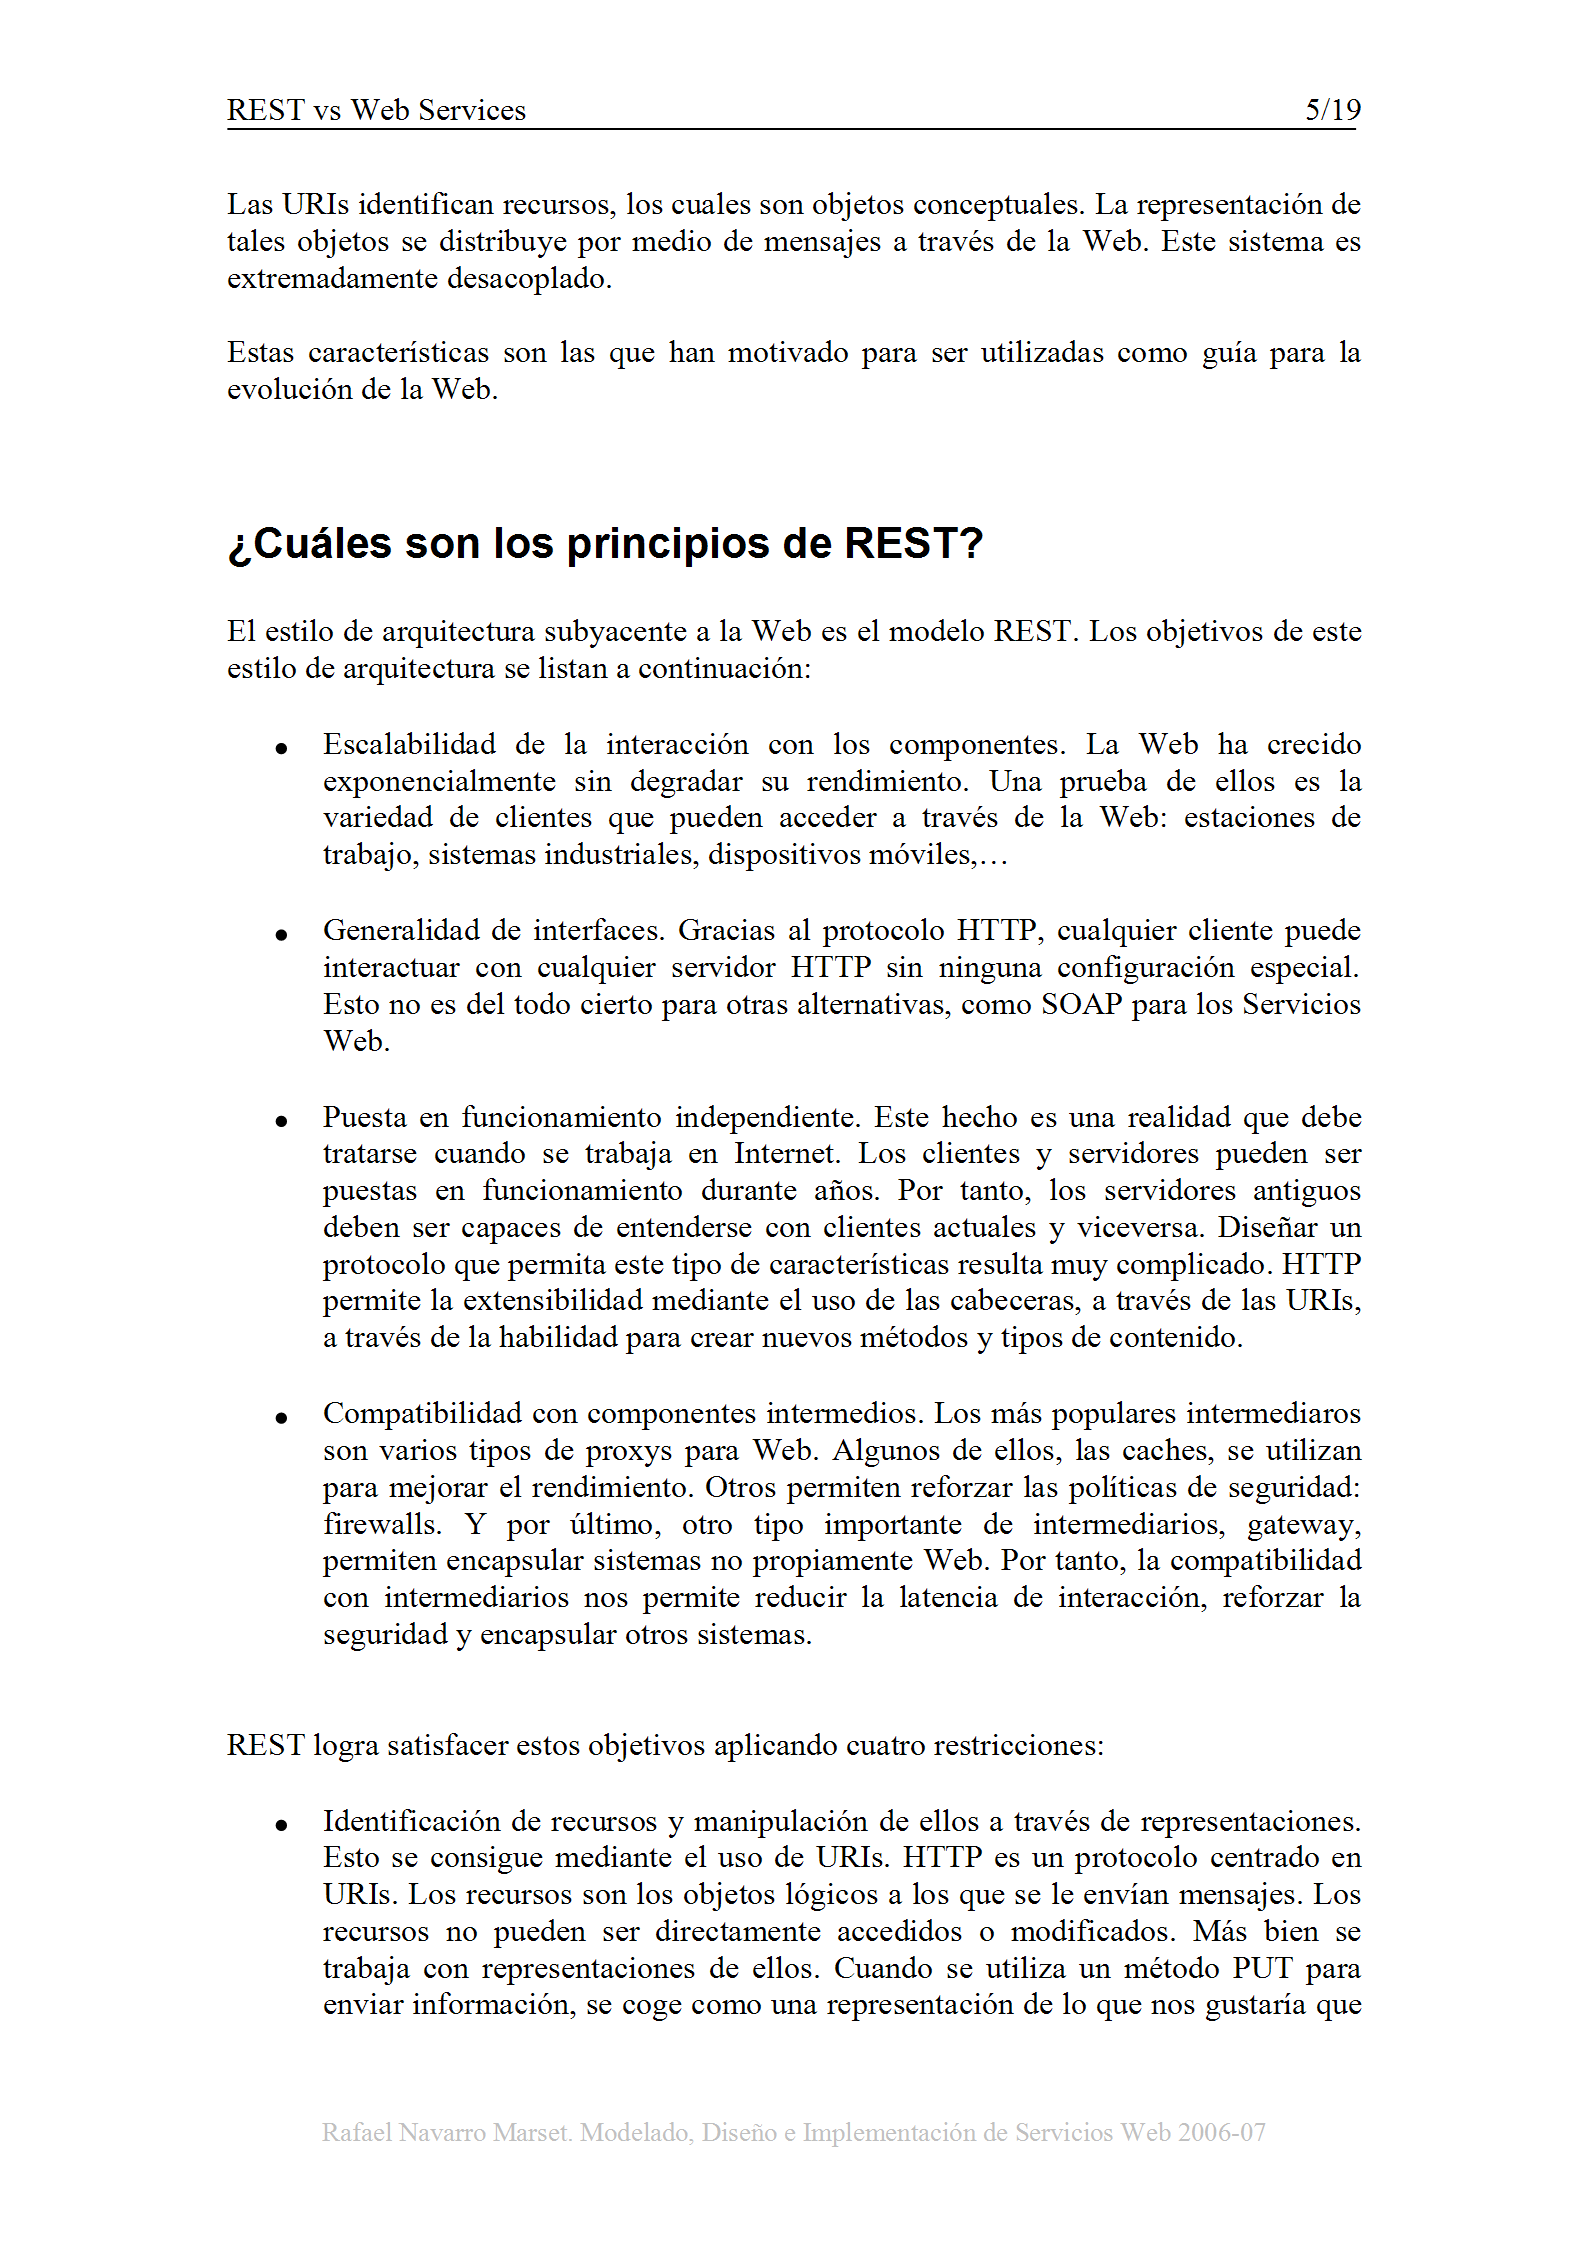 REST vs Web Services 5/19
Las URIs identifican recursos, los cuales son objetos conceptuales. La representación de
tales objetos se distribuye por medio de mensajes a través de la Web. Este sistema es
extremadamente desacoplado.
Estas características son las que han motivado para ser utilizadas como guía para la
evolución de la Web.
¿Cuáles son los principios de REST?
El estilo de arquitectura subyacente a la Web es el modelo REST. Los objetivos de este
estilo de arquitectura se listan a continuación:
● Escalabilidad de la interacción con los componentes. La Web ha crecido
exponencialmente sin degradar su rendimiento. Una prueba de ellos es la
variedad de clientes que pueden acceder a través de la Web: estaciones de
trabajo, sistemas industriales, dispositivos móviles,…
● Generalidad de interfaces. Gracias al protocolo HTTP, cualquier cliente puede
interactuar con cualquier servidor HTTP sin ninguna configuración especial.
Esto no es del todo cierto para otras alternativas, como SOAP para los Servicios
Web.
● Puesta en funcionamiento independiente. Este hecho es una realidad que debe
tratarse cuando se trabaja en Internet. Los clientes y servidores pueden ser
puestas en funcionamiento durante años. Por tanto, los servidores antiguos
deben ser capaces de entenderse con clientes actuales y viceversa. Diseñar un
protocolo que permita este tipo de características resulta muy complicado. HTTP
permite la extensibilidad mediante el uso de las cabeceras, a través de las URIs,
a través de la habilidad para crear nuevos métodos y tipos de contenido.
● Compatibilidad con componentes intermedios. Los más populares intermediaros
son varios tipos de proxys para Web. Algunos de ellos, las caches, se utilizan
para mejorar el rendimiento. Otros permiten reforzar las políticas de seguridad:
firewalls. Y por último, otro tipo importante de intermediarios, gateway,
permiten encapsular sistemas no propiamente Web. Por tanto, la compatibilidad
con intermediarios nos permite reducir la latencia de interacción, reforzar la
seguridad y encapsular otros sistemas.
REST logra satisfacer estos objetivos aplicando cuatro restricciones:
● Identificación de recursos y manipulación de ellos a través de representaciones.
Esto se consigue mediante el uso de URIs. HTTP es un protocolo centrado en
URIs. Los recursos son los objetos lógicos a los que se le envían mensajes. Los
recursos no pueden ser directamente accedidos o modificados. Más bien se
trabaja con representaciones de ellos. Cuando se utiliza un método PUT para
enviar información, se coge como una representación de lo que nos gustaría que
Rafael Navarro Marset. Modelado, Diseño e Implementación de Servicios Web 2006-07